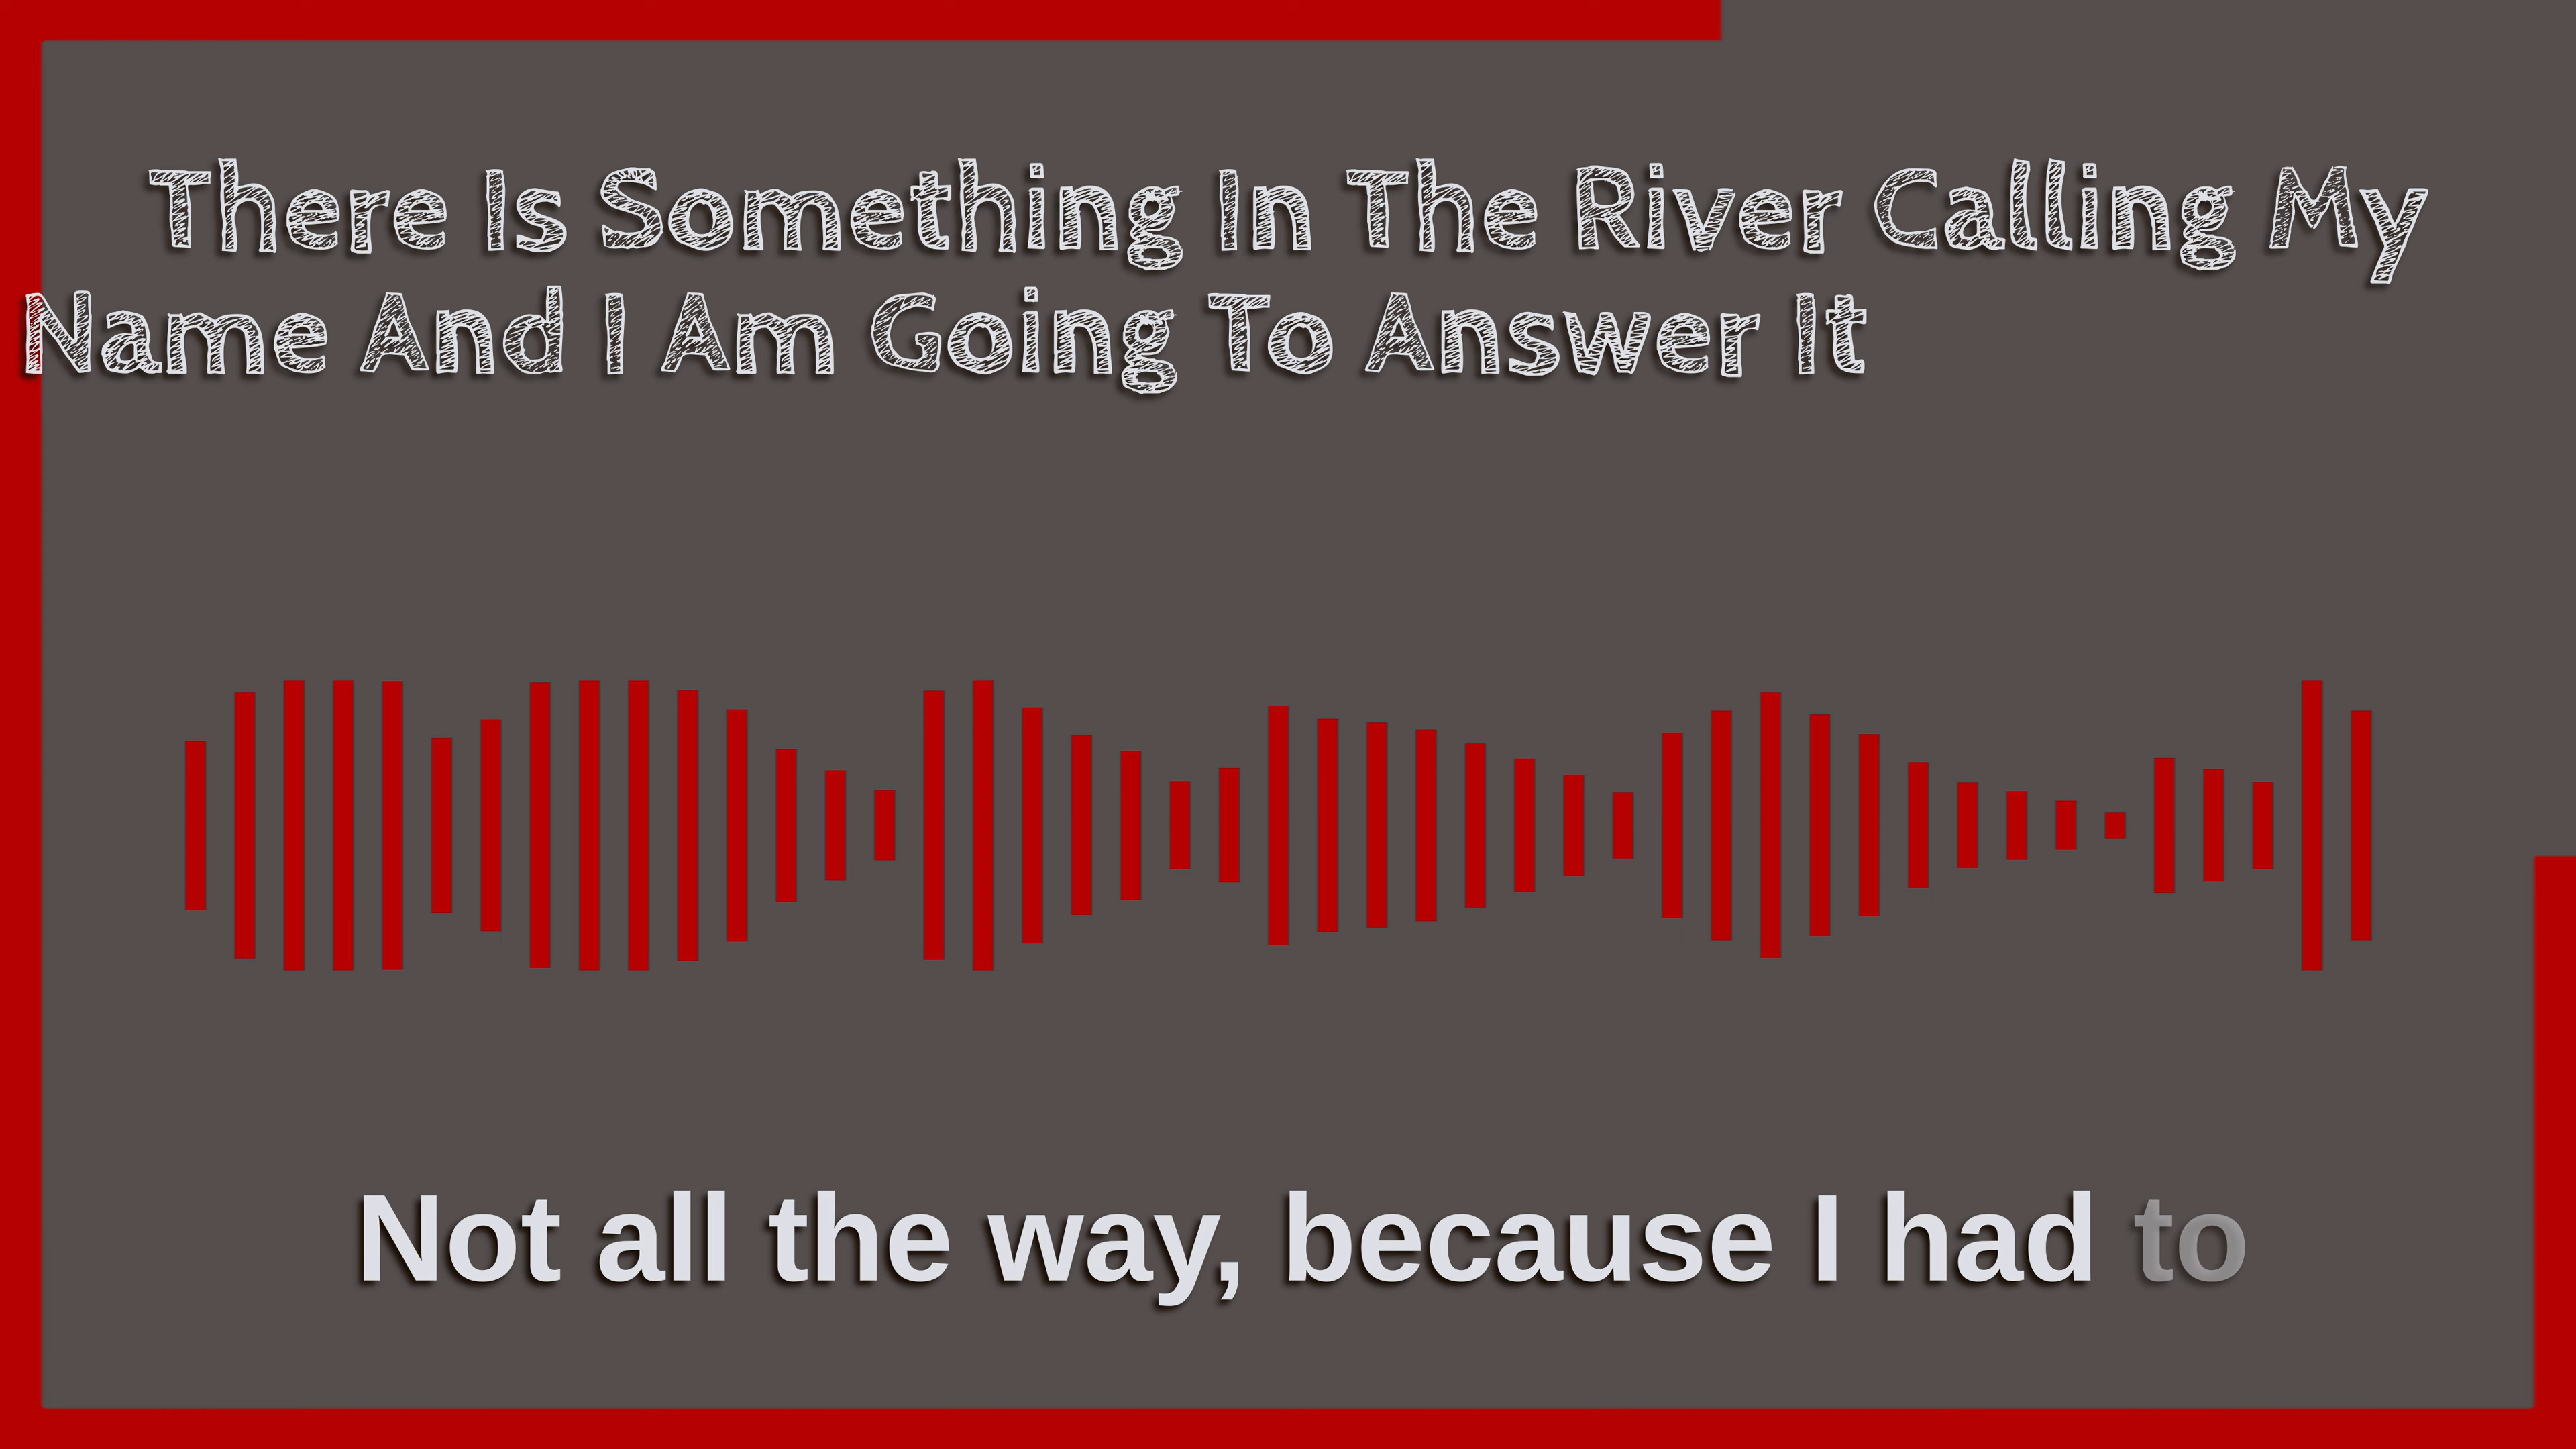 There Is Something In The River Calling My
Name And I Am Going To Answer It
Not all the way, because I had to